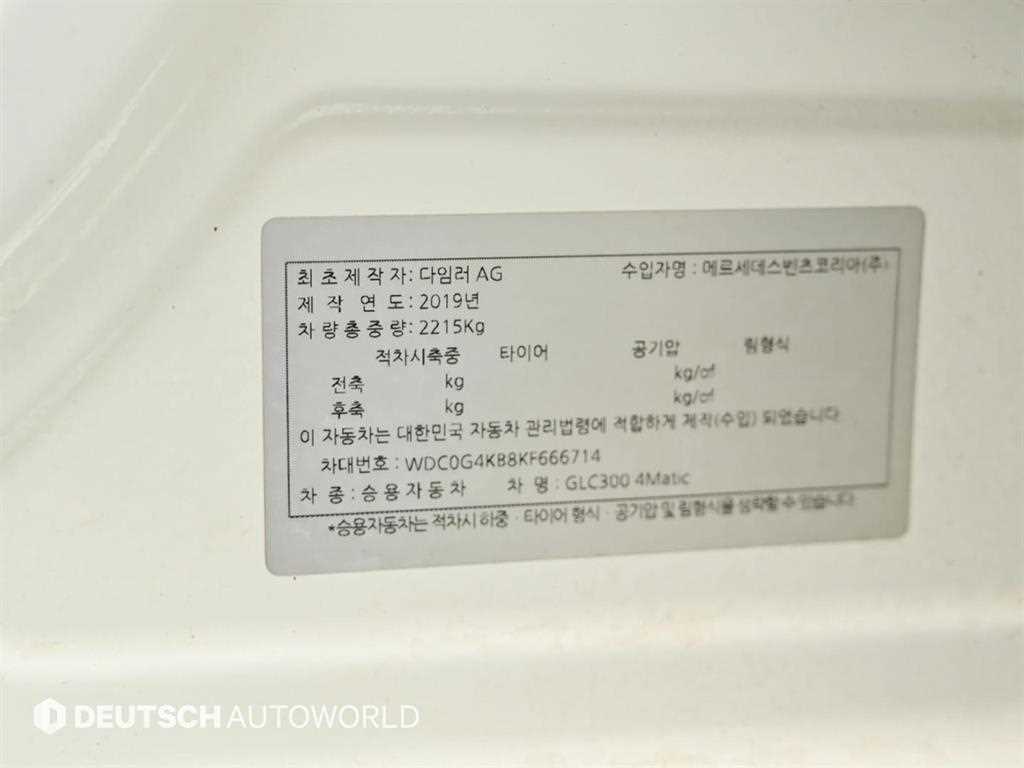 최초제작자: 다임러 AG 수입자명 : 메르세데스벤츠코리아(주)
제 작 연 도: 2019년
차량총중량: 2215Kg
적차시축중 타이어 공기압 림형식
전축 kg kg/㎠
후축 kg kg/㎠
이 자동차는 대한민국 자동차 관리법령에 적합하게 제작(수입) 되었습니다.
차대번호 : WDC0G4KB8KF666714
차 종 : 승용자동차 차 명 : GLC300 4Matic
*승용자동차는 적차시 하중 · 타이어 형식 · 공기압 및 림형식을 생략할 수 있습니다.
DEUTSCH AUTOWORLD